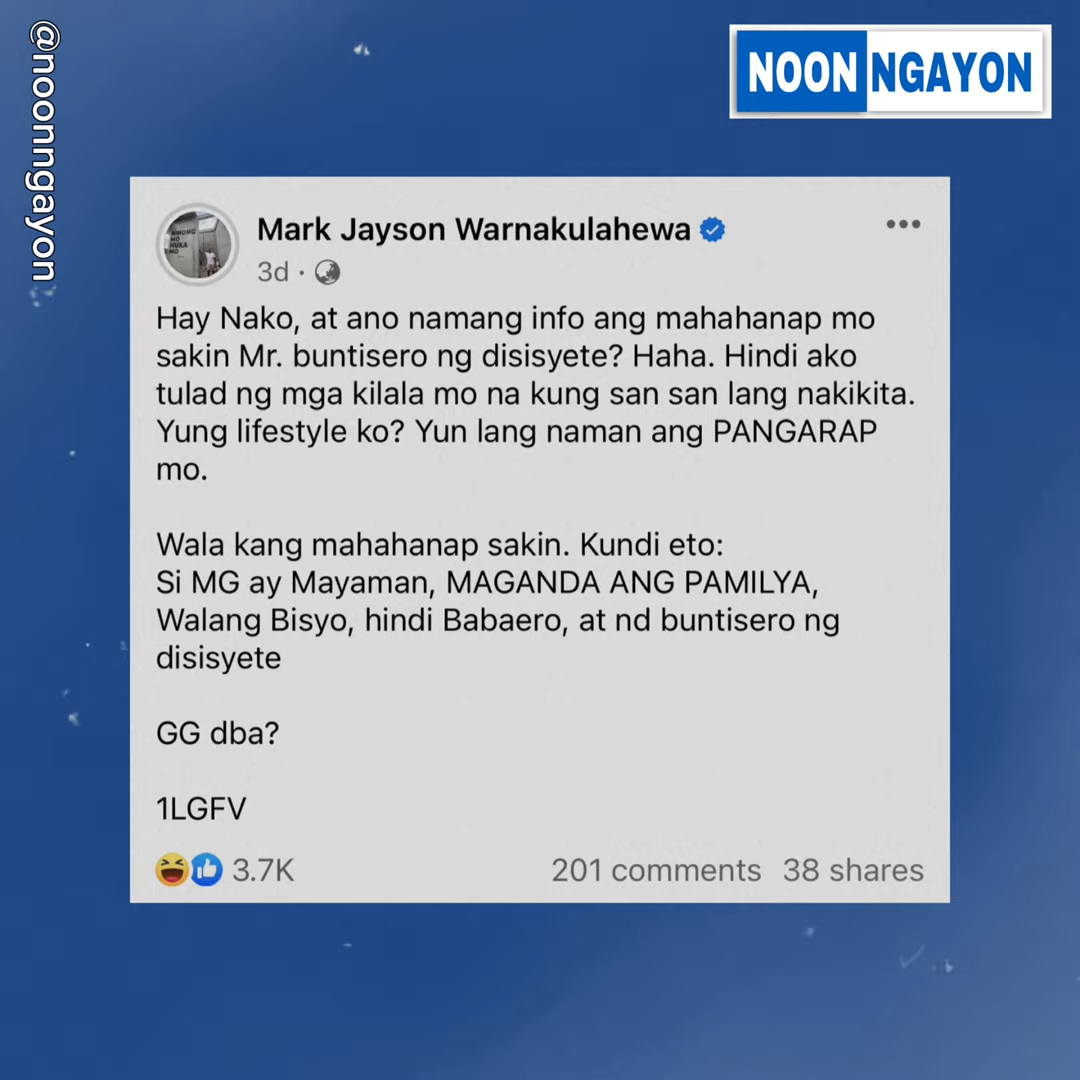 @noonngayon
NOON NGAYON
Mark Jayson Warnakulahewa
3d ·
Hay Nako, at ano namang info ang mahahanap mo
sakin Mr. buntisero ng disisyete? Haha. Hindi ako
tulad ng mga kilala mo na kung san san lang nakikita.
Yung lifestyle ko? Yun lang naman ang PANGARAP
mo.
Wala kang mahahanap sakin. Kundi eto:
Si MG ay Mayaman, MAGANDA ANG PAMILYA,
Walang Bisyo, hindi Babaero, at nd buntisero ng
disisyete
GG dba?
1LGFV
3.7K 201 comments 38 shares